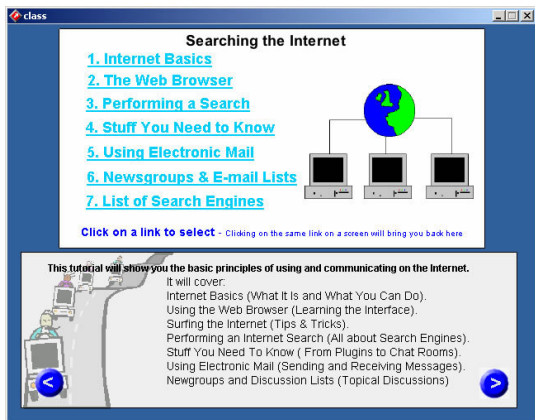 class
Searching the Internet
1. Internet Basics
2. The Web Browser
3. Performing a Search
4. Stuff You Need to Know
5. Using Electronic Mail
6. Newsgroups & E-mail Lists
7. List of Search Engines
Click on a link to select - Clicking on the same link on a screen will bring you back here
This tutorial will show you the basic principles of using and communicating on the Internet.
It will cover:
Internet Basics (What It Is and What You Can Do).
Using the Web Browser (Learning the Interface).
Surfing the Internet (Tips & Tricks).
Performing an Internet Search (All about Search Engines).
Stuff You Need To Know ( From Plugins to Chat Rooms).
Using Electronic Mail (Sending and Receiving Messages).
Newgroups and Discussion Lists (Topical Discussions)
< >